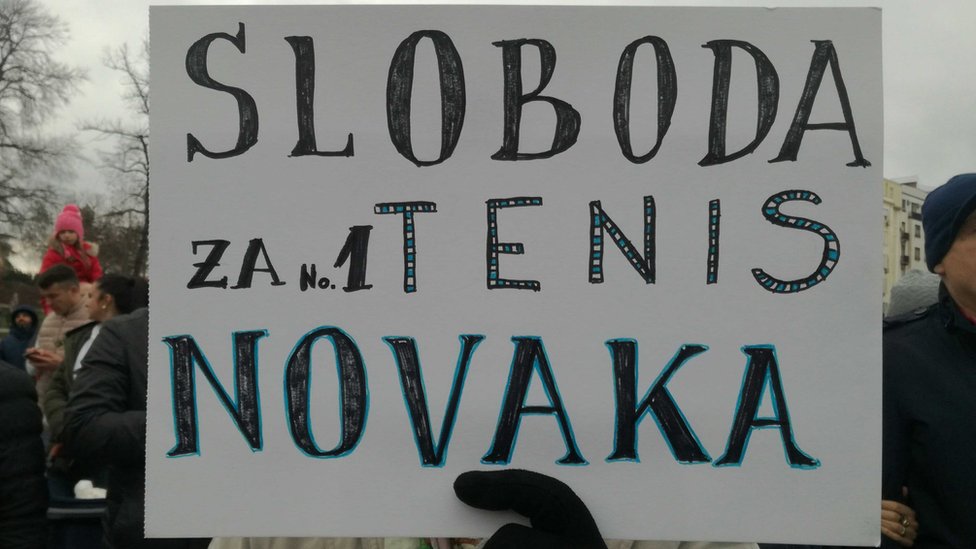 SLOBODA
ZA No. 1 TENIS
NOVAKA